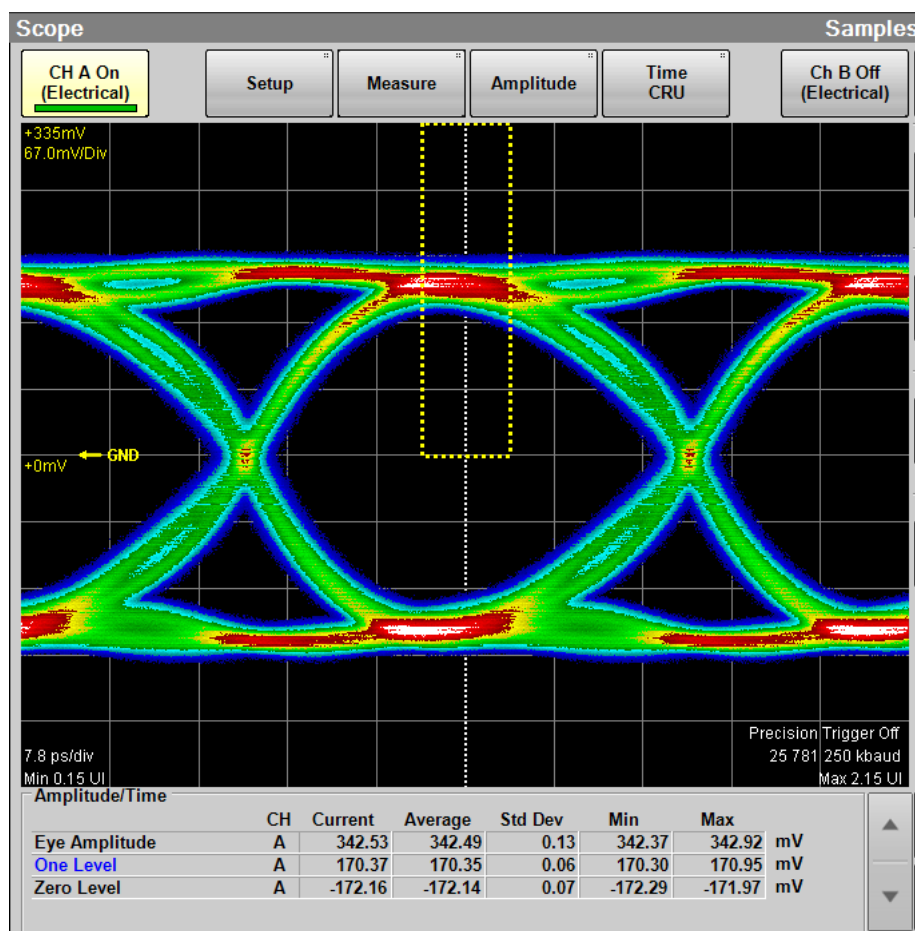 Scope Samples
CH A On
(Electrical)
Setup
Measure
Amplitude
Time
CRU
Ch B Off
(Electrical)
+335mV
67.0mV/Div
+0mV
GND
Precision Trigger Off
7.8 ps/div 25 781 250 kbaud
Min 0.15 UI Max 2.15 UI
Amplitude/Time
CH Current Average Std Dev Min Max
Eye Amplitude A 342.53 342.49 0.13 342.37 342.92 mV
One Level A 170.37 170.35 0.06 170.30 170.95 mV
Zero Level A -172.16 -172.14 0.07 -172.29 -171.97 mV